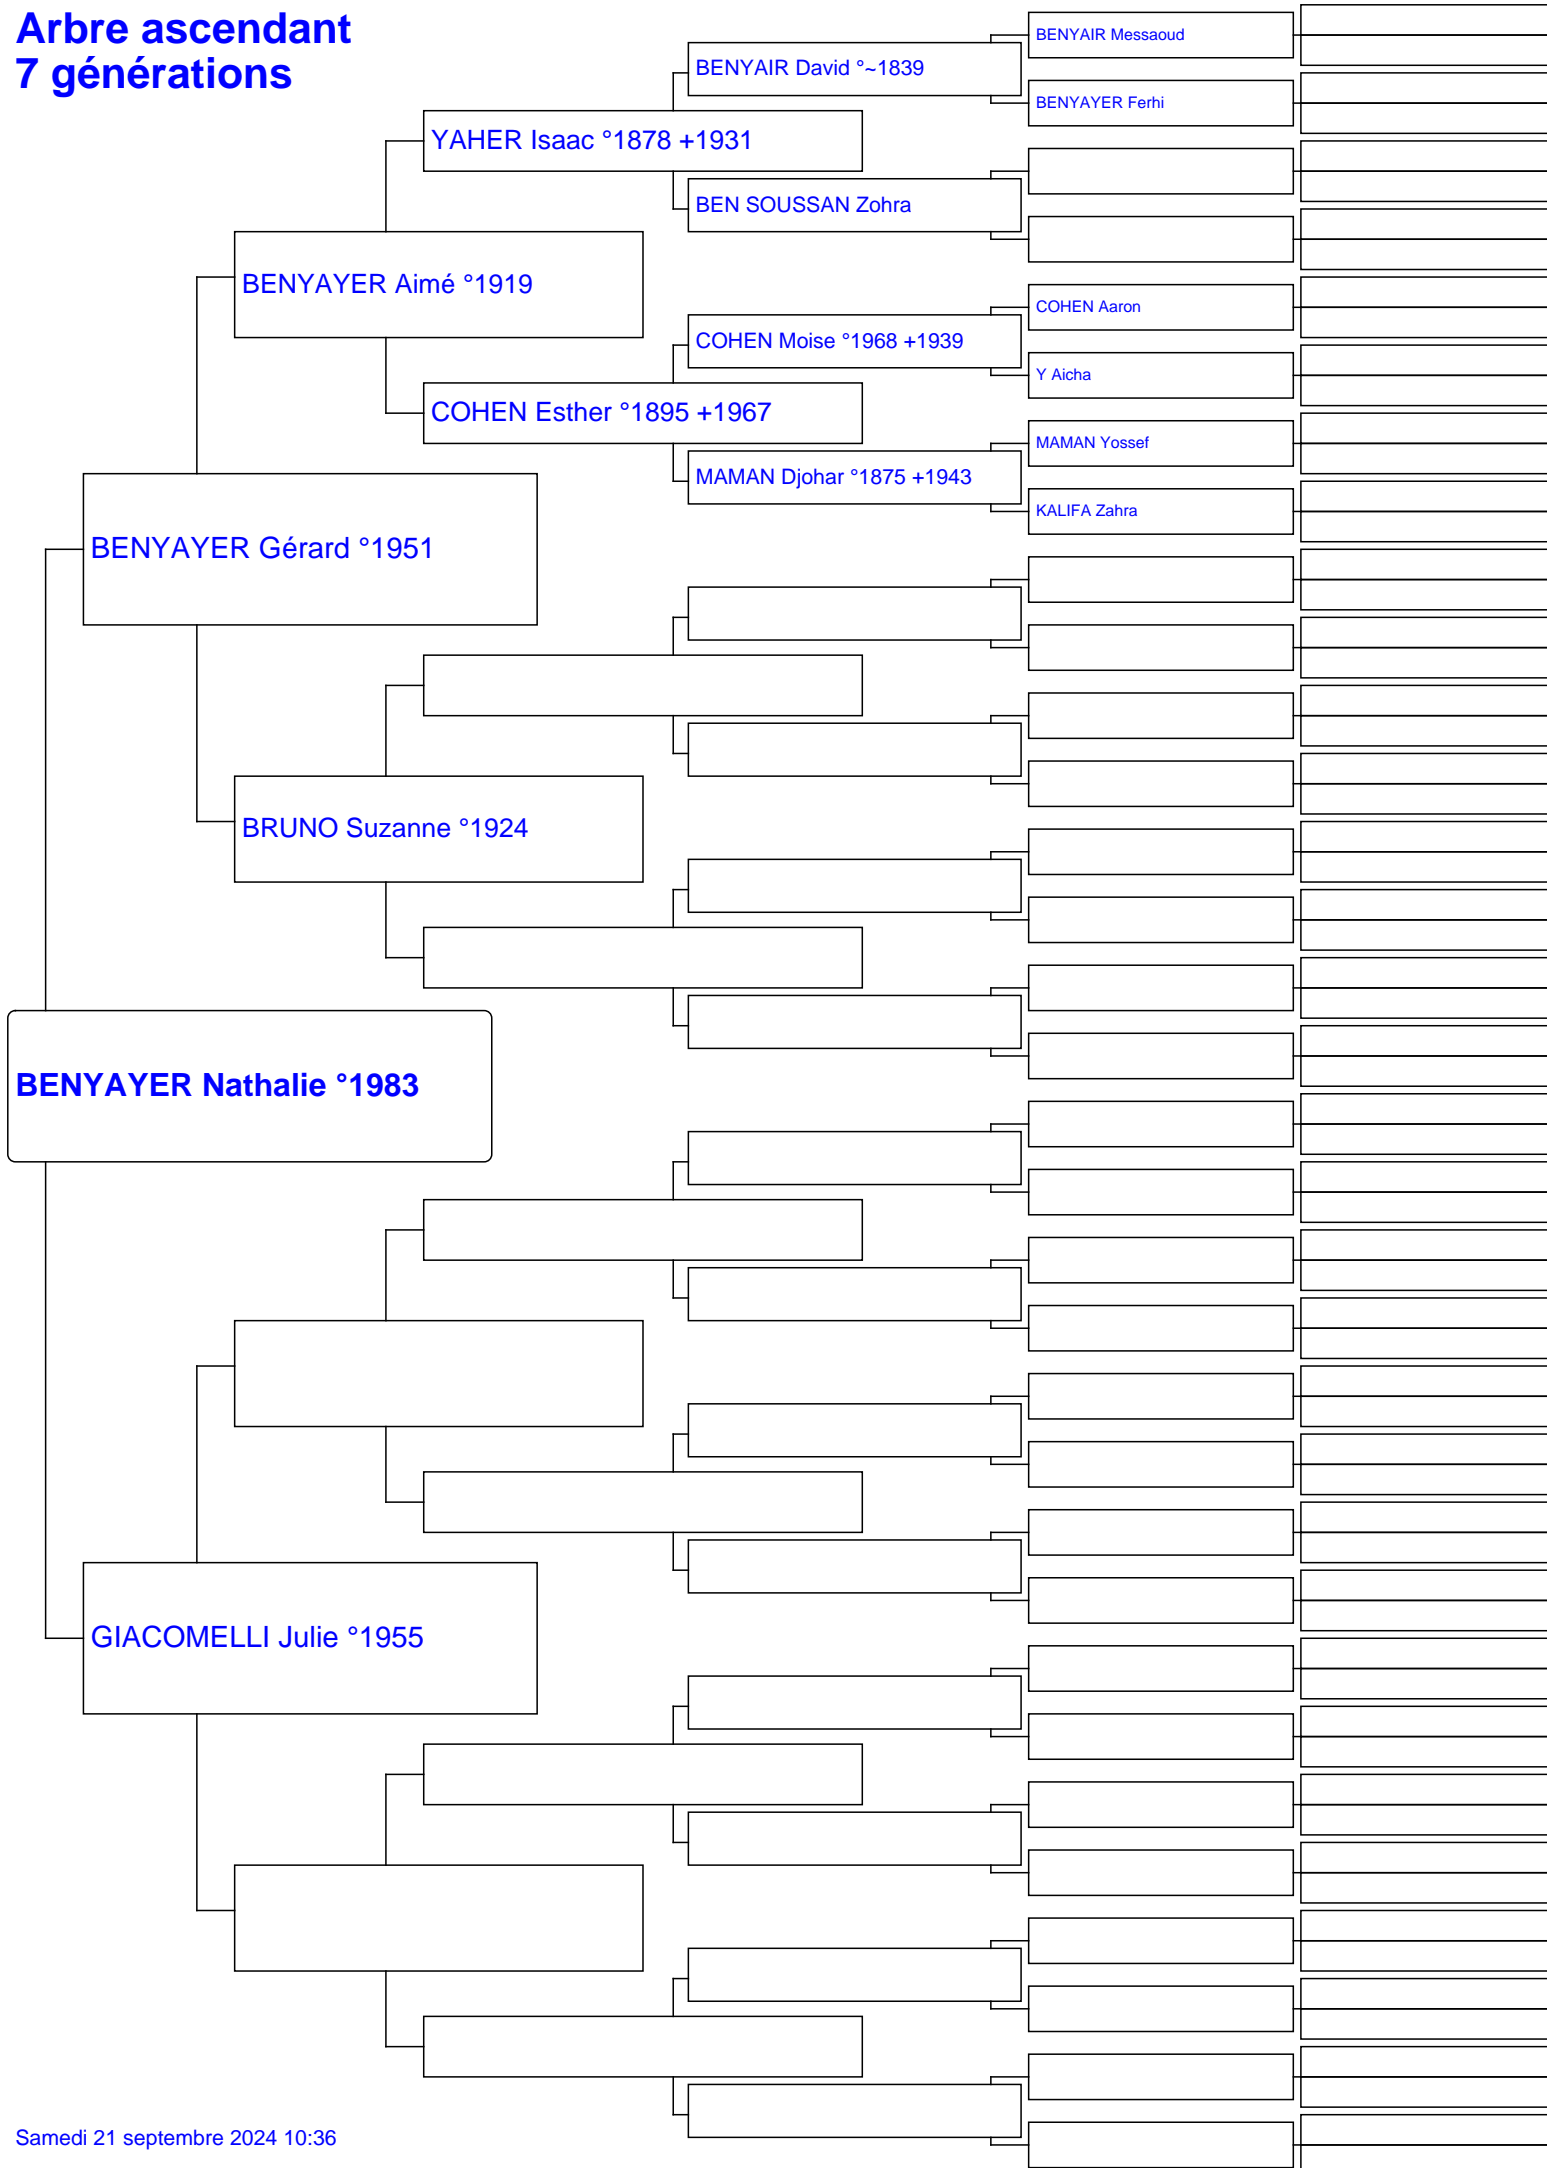 Arbre ascendant
7 générations
BENYAIR Messaoud
BENYAIR David °~1839
BENYAYER Ferhi
YAHER Isaac °1878 +1931
BEN SOUSSAN Zohra
BENYAYER Aimé °1919
COHEN Aaron
COHEN Moise °1968 +1939
Y Aicha
COHEN Esther °1895 +1967
MAMAN Yossef
MAMAN Djohar °1875 +1943
KALIFA Zahra
BENYAYER Gérard °1951
BRUNO Suzanne °1924
BENYAYER Nathalie °1983
GIACOMELLI Julie °1955
Samedi 21 septembre 2024 10:36